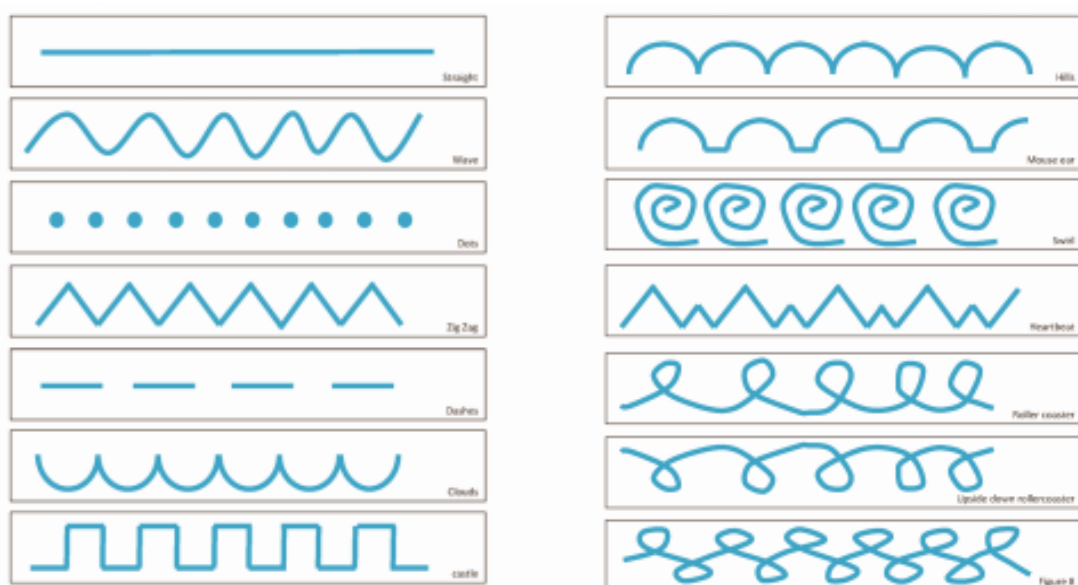 Straight
Wave
Dots
Zig Zag
Dashes
Clouds
castle
Hills
Mouse ear
Swirl
Heartbeat
Roller coaster
Upside down rollercoaster
Figure 8